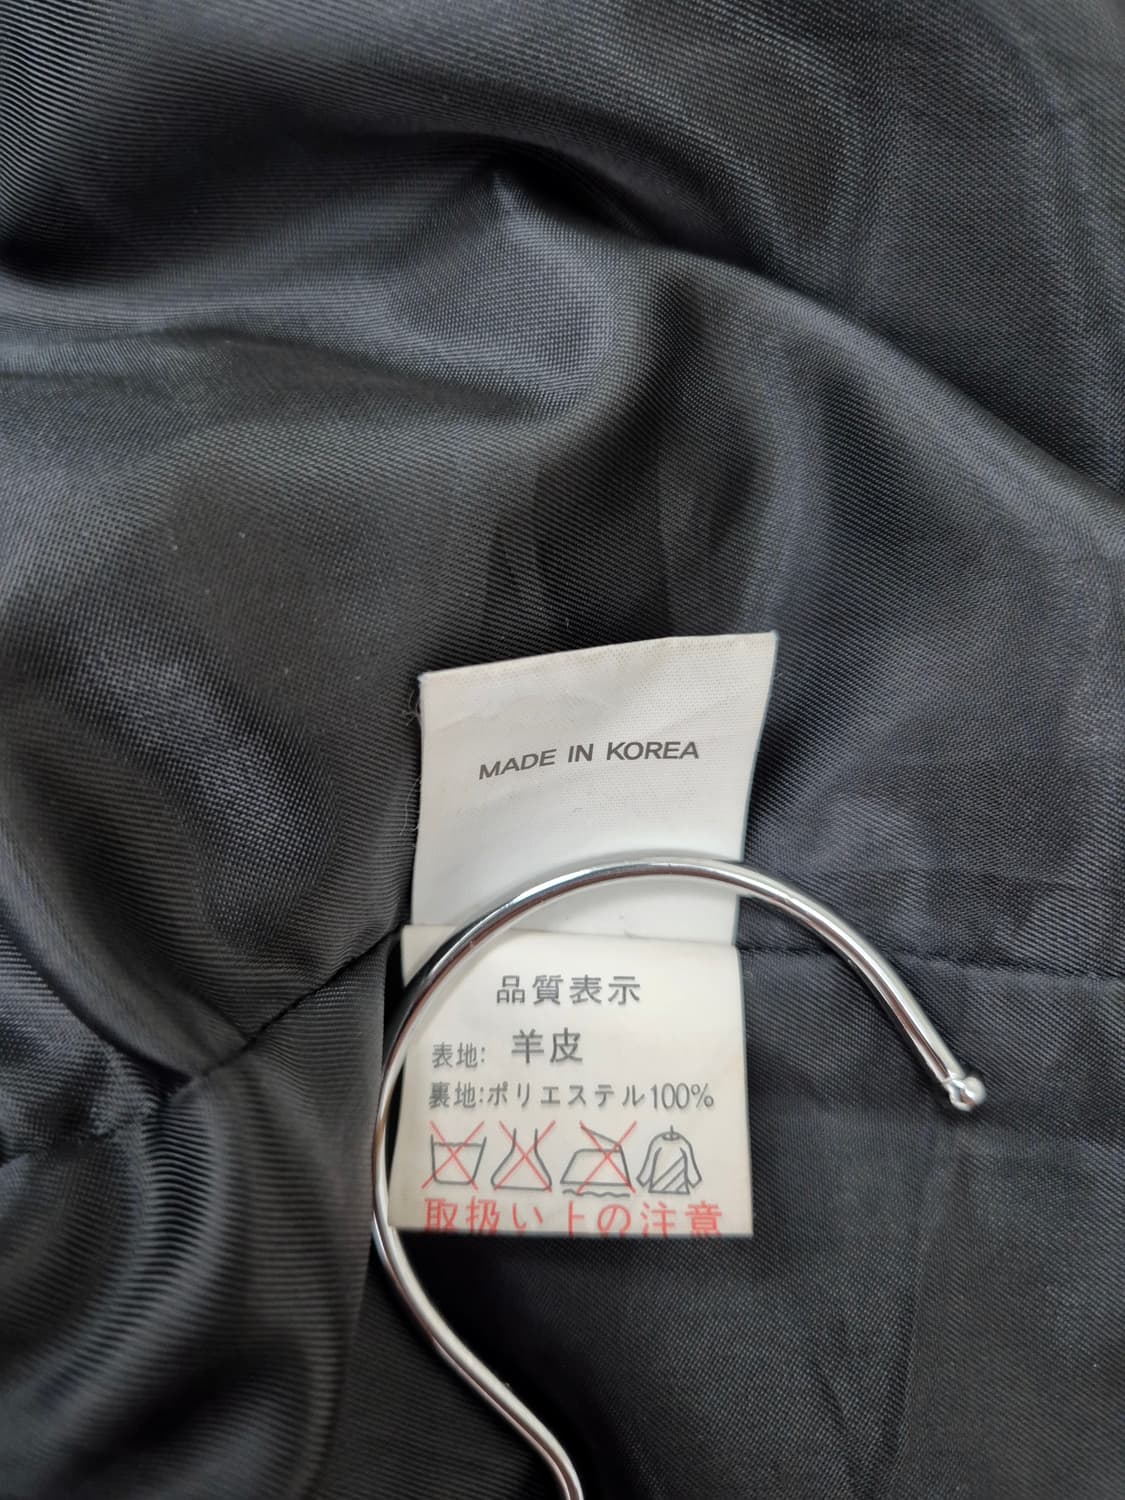 MADE IN KOREA
品質表示
表地: 羊皮
裏地:ポリエステル100%
取扱い上の注意